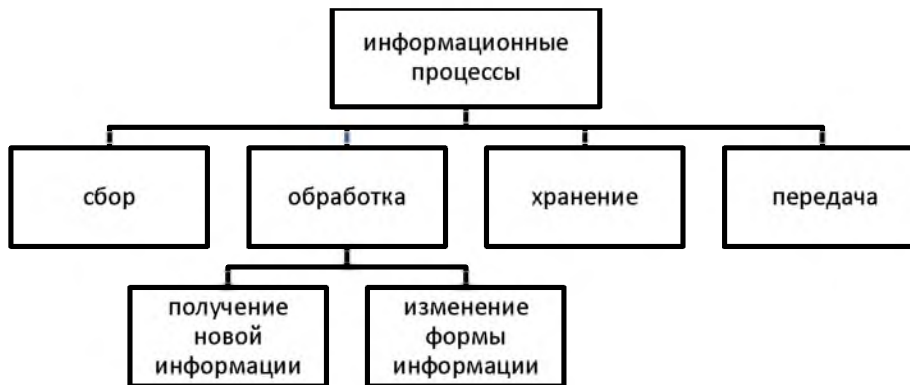 информационные
процессы
сбор
обработка
хранение
передача
получение
новой
информации
изменение
формы
информации